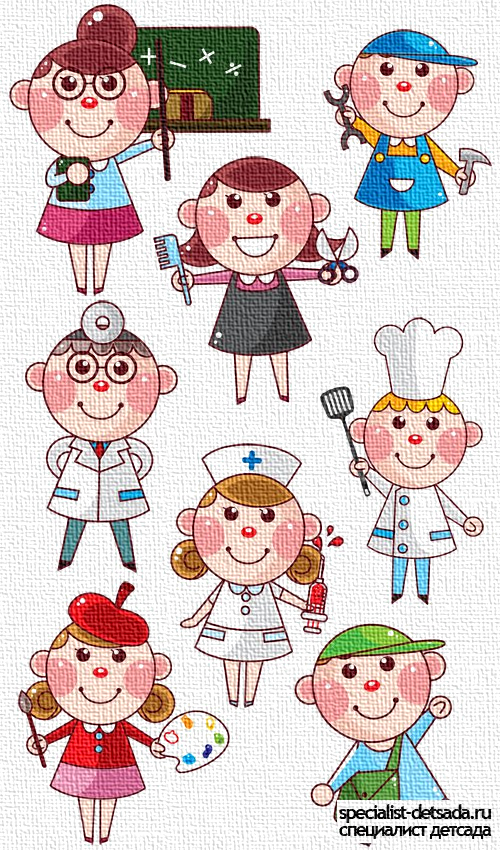 + − × ÷
specialist-detsada.ru
специалист детсада